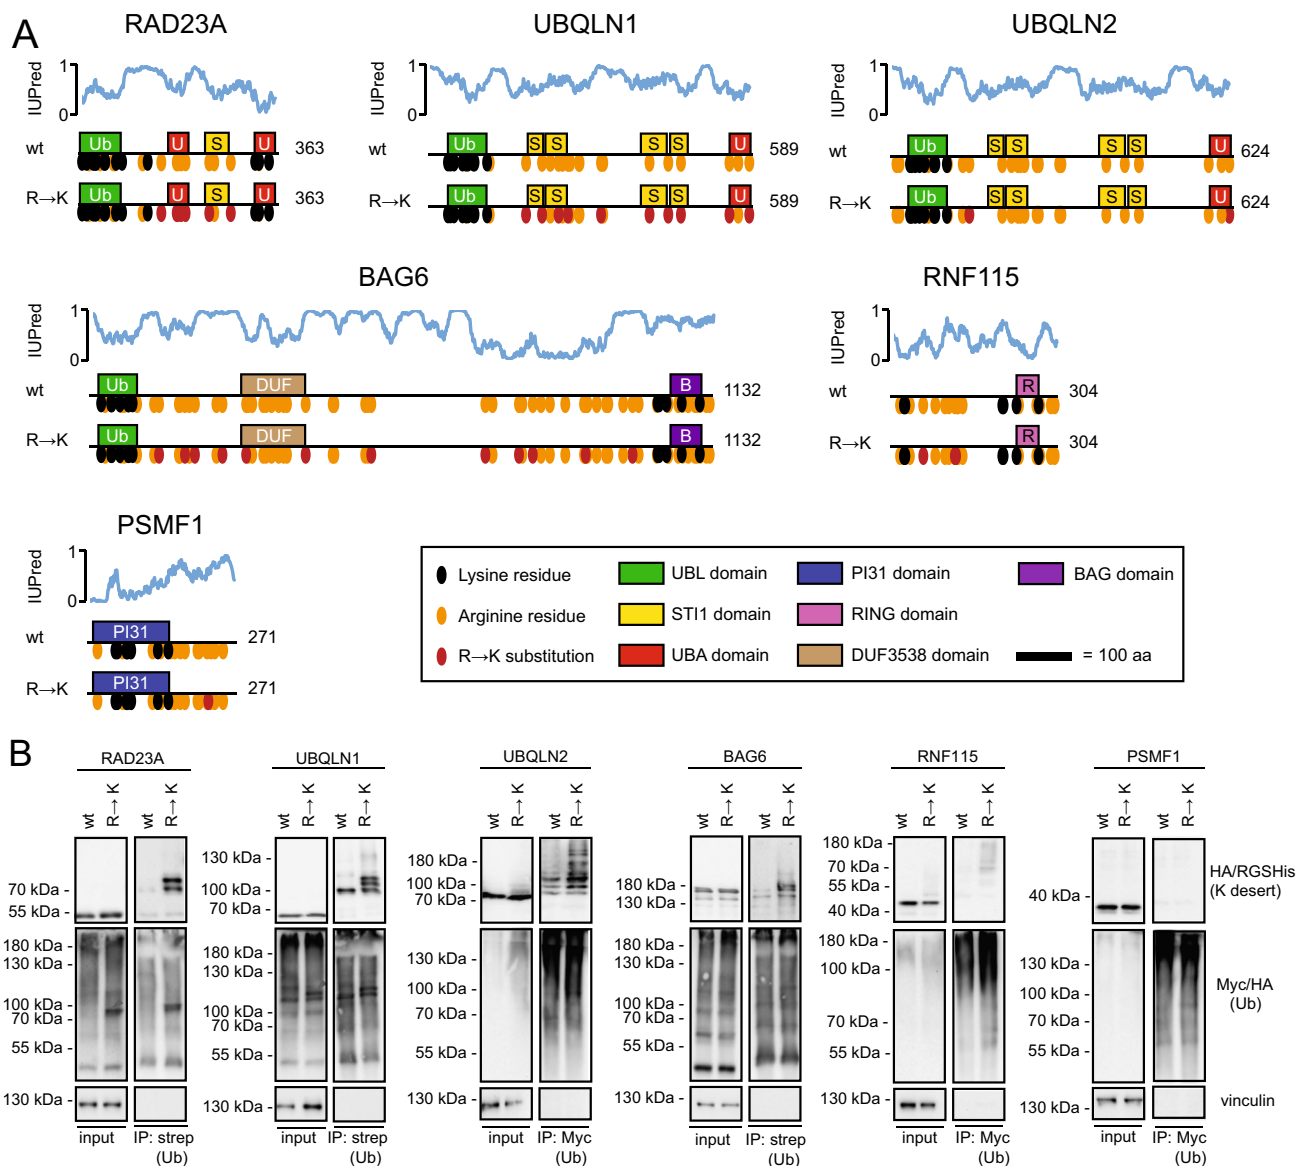 A
RAD23A
UBQLN1
UBQLN2
IUPred
1
0
IUPred
1
0
IUPred
1
0
wt
Ub
U
S
U
363
wt
Ub
S
S
S
S
U
589
wt
Ub
S
S
S
S
U
624
R→K
Ub
U
S
U
363
R→K
Ub
S
S
S
S
U
589
R→K
Ub
S
S
S
S
U
624
BAG6
RNF115
IUPred
1
0
IUPred
1
0
wt
Ub
DUF
B
1132
wt
R
304
R→K
Ub
DUF
B
1132
R→K
R
304
PSMF1
IUPred
1
0
wt
PI31
271
R→K
PI31
271
Lysine residue
UBL domain
PI31 domain
BAG domain
Arginine residue
STI1 domain
RING domain
R→K substitution
UBA domain
DUF3538 domain
= 100 aa
B
RAD23A
UBQLN1
UBQLN2
BAG6
RNF115
PSMF1
wt
R→K
wt
R→K
wt
R→K
wt
R→K
wt
R→K
wt
R→K
wt
R→K
wt
R→K
wt
R→K
wt
R→K
wt
R→K
wt
R→K
70 kDa -
55 kDa -
130 kDa -
100 kDa -
70 kDa -
180 kDa -
100 kDa -
70 kDa -
180 kDa -
130 kDa -
180 kDa -
70 kDa -
55 kDa -
40 kDa -
40 kDa -
HA/RGSHis
(K desert)
180 kDa -
130 kDa -
100 kDa -
70 kDa -
55 kDa -
180 kDa -
130 kDa -
100 kDa -
70 kDa -
55 kDa -
130 kDa -
100 kDa -
70 kDa -
55 kDa -
180 kDa -
130 kDa -
100 kDa -
70 kDa -
55 kDa -
180 kDa -
100 kDa -
70 kDa -
55 kDa -
130 kDa -
100 kDa -
70 kDa -
55 kDa -
Myc/HA
(Ub)
130 kDa -
130 kDa -
130 kDa -
130 kDa -
130 kDa -
130 kDa -
vinculin
input
IP: strep
(Ub)
input
IP: strep
(Ub)
input
IP: Myc
(Ub)
input
IP: strep
(Ub)
input
IP: Myc
(Ub)
input
IP: Myc
(Ub)